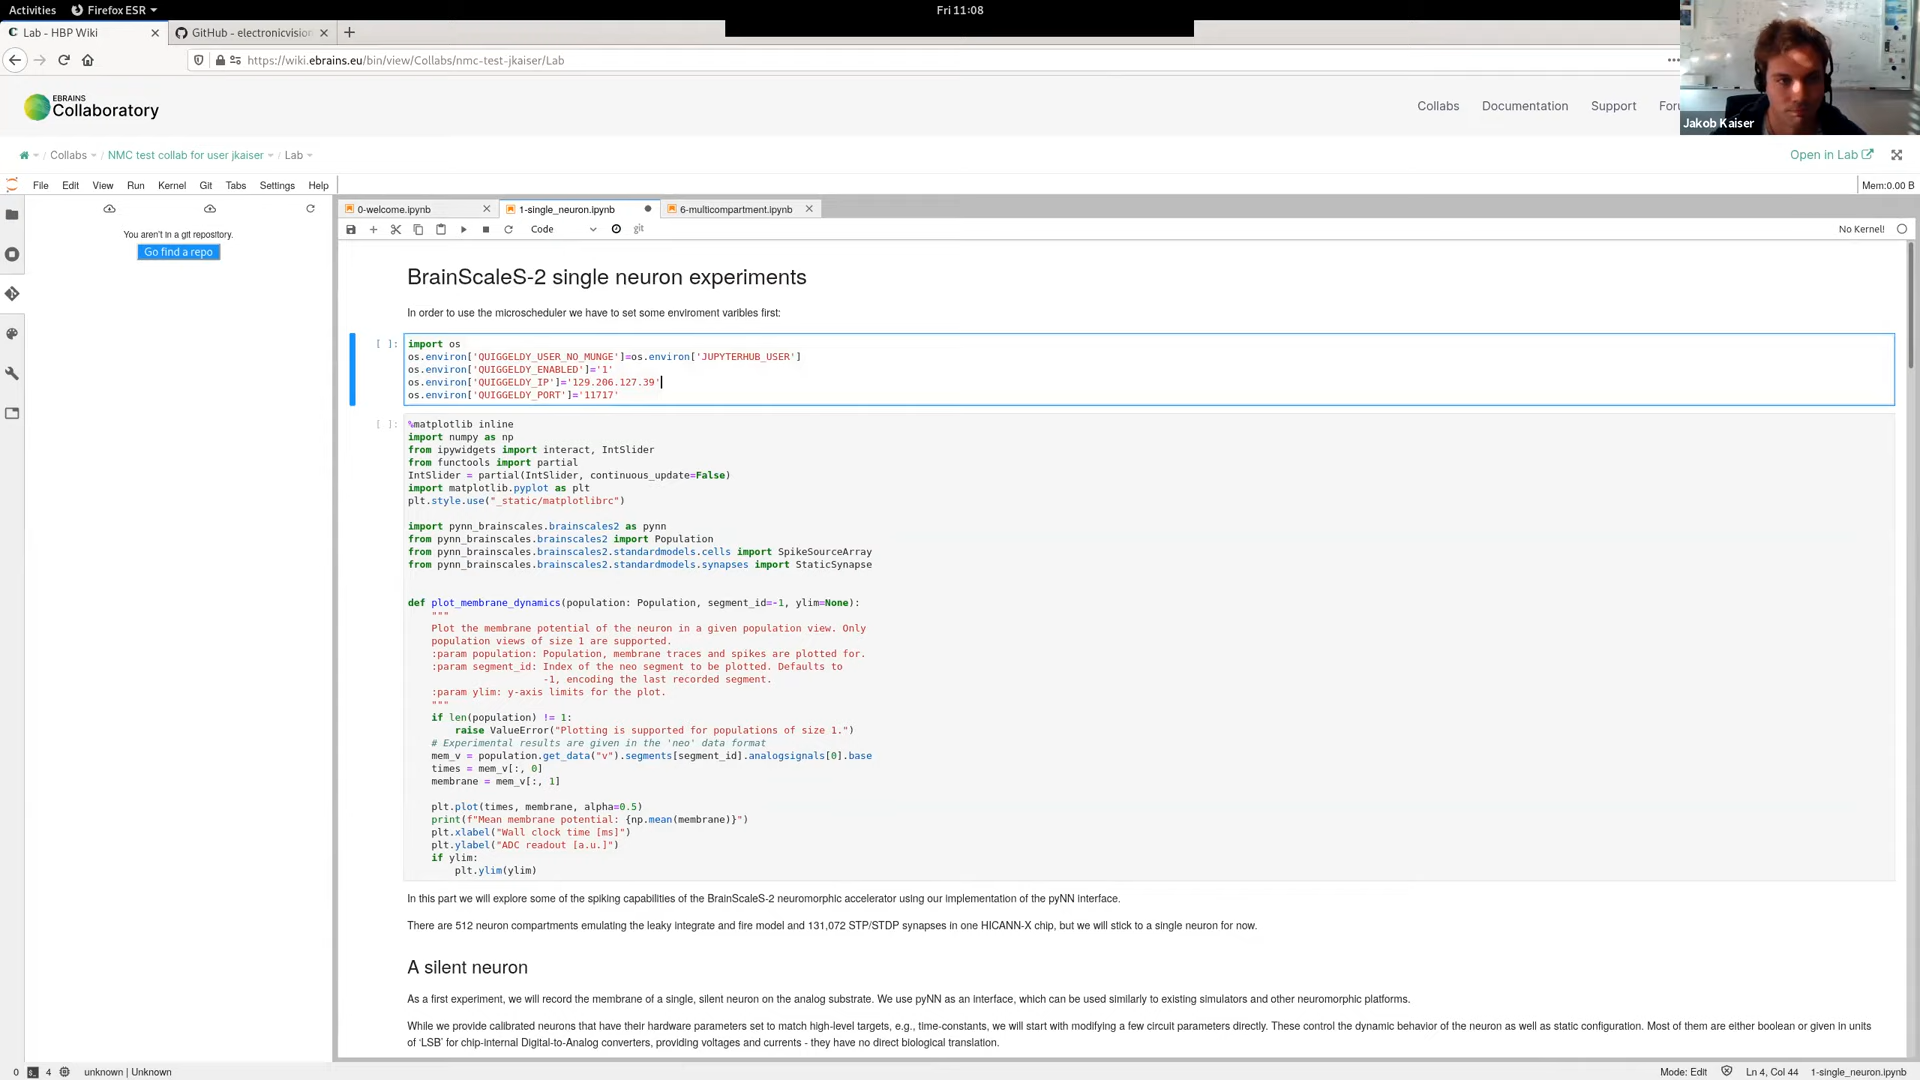 Activities Firefox ESR Fri 11:08
Lab - HBP Wiki GitHub - electronicvision
https://wiki.ebrains.eu/bin/view/Collabs/nmc-test-jkaiser/Lab
EBRAINS
Collaboratory
Collabs Documentation Support
Jakob Kaiser
Collabs / NMC test collab for user jkaiser / Lab
Open in Lab
File Edit View Run Kernel Git Tabs Settings Help
Mem:0.00 B
0-welcome.ipynb 1-single_neuron.ipynb 6-multicompartment.ipynb
Code git No Kernel!
You aren't in a git repository.
Go find a repo
BrainScaleS-2 single neuron experiments
In order to use the microscheduler we have to set some enviroment varibles first:
[ ]: import os
os.environ['QUIGGELDY_USER_NO_MUNGE']=os.environ['JUPYTERHUB_USER']
os.environ['QUIGGELDY_ENABLED']='1'
os.environ['QUIGGELDY_IP']='129.206.127.39'
os.environ['QUIGGELDY_PORT']='11717'
[ ]: %matplotlib inline
import numpy as np
from ipywidgets import interact, IntSlider
from functools import partial
IntSlider = partial(IntSlider, continuous_update=False)
import matplotlib.pyplot as plt
plt.style.use("_static/matplotlibrc")
import pynn_brainscales.brainscales2 as pynn
from pynn_brainscales.brainscales2 import Population
from pynn_brainscales.brainscales2.standardmodels.cells import SpikeSourceArray
from pynn_brainscales.brainscales2.standardmodels.synapses import StaticSynapse
def plot_membrane_dynamics(population: Population, segment_id=-1, ylim=None):
"""
Plot the membrane potential of the neuron in a given population view. Only
population views of size 1 are supported.
:param population: Population, membrane traces and spikes are plotted for.
:param segment_id: Index of the neo segment to be plotted. Defaults to
-1, encoding the last recorded segment.
:param ylim: y-axis limits for the plot.
"""
if len(population) != 1:
raise ValueError("Plotting is supported for populations of size 1.")
# Experimental results are given in the 'neo' data format
mem_v = population.get_data("v").segments[segment_id].analogsignals[0].base
times = mem_v[:, 0]
membrane = mem_v[:, 1]
plt.plot(times, membrane, alpha=0.5)
print(f"Mean membrane potential: {np.mean(membrane)}")
plt.xlabel("Wall clock time [ms]")
plt.ylabel("ADC readout [a.u.]")
if ylim:
plt.ylim(ylim)
In this part we will explore some of the spiking capabilities of the BrainScaleS-2 neuromorphic accelerator using our implementation of the pyNN interface.
There are 512 neuron compartments emulating the leaky integrate and fire model and 131,072 STP/STDP synapses in one HICANN-X chip, but we will stick to a single neuron for now.
A silent neuron
As a first experiment, we will record the membrane of a single, silent neuron on the analog substrate. We use pyNN as an interface, which can be used similarly to existing simulators and other neuromorphic platforms.
While we provide calibrated neurons that have their hardware parameters set to match high-level targets, e.g., time-constants, we will start with modifying a few circuit parameters directly. These control the dynamic behavior of the neuron as well as static configuration. Most of them are either boolean or given in units
of 'LSB' for chip-internal Digital-to-Analog converters, providing voltages and currents - they have no direct biological translation.
0 4 unknown | Unknown Mode: Edit Ln 4, Col 44 1-single_neuron.ipynb